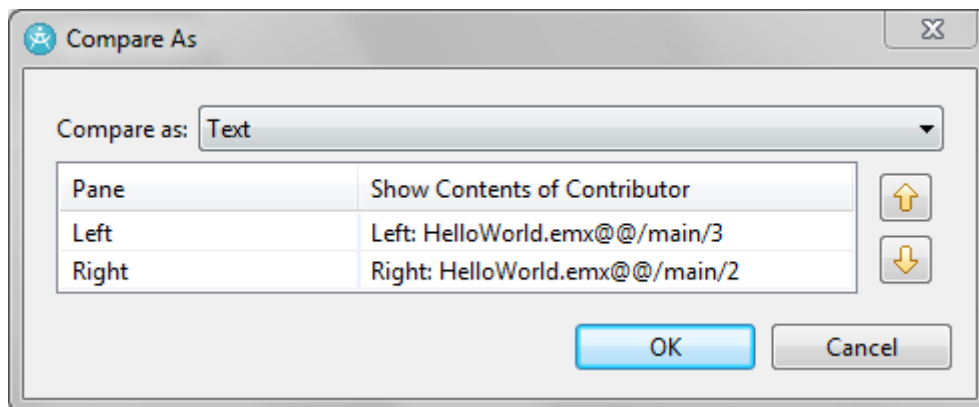 Compare As
Compare as: Text
Pane Show Contents of Contributor
Left Left: HelloWorld.emx@@/main/3
Right Right: HelloWorld.emx@@/main/2
OK Cancel